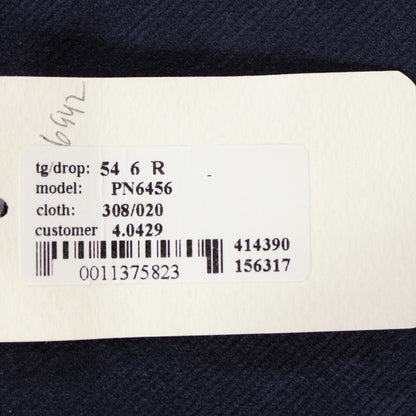 6442
tg/drop: 54 6 R
model: PN6456
cloth: 308/020
customer 4.0429
414390
0011375823 156317